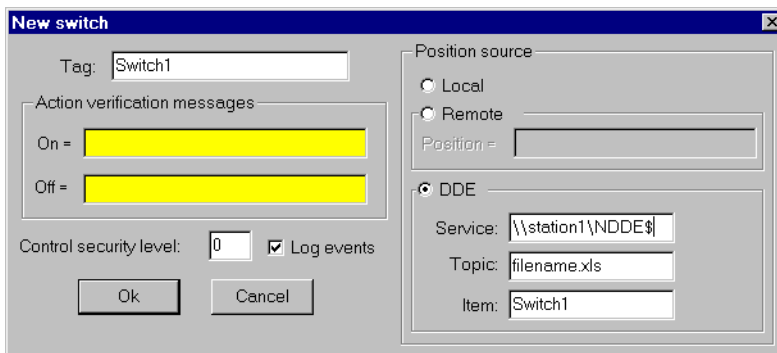 New switch
Tag: Switch1
Action verification messages
On =
Off =
Control security level: 0
Log events
Ok
Cancel
Position source
Local
Remote
Position =
DDE
Service: \\station1\NDDE$
Topic: filename.xls
Item: Switch1